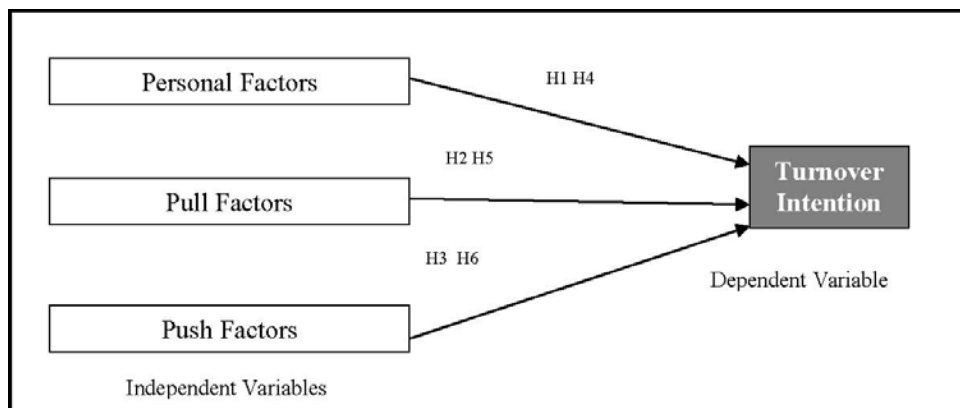 Personal Factors
H1 H4
H2 H5
Turnover
Intention
Pull Factors
H3 H6
Dependent Variable
Push Factors
Independent Variables